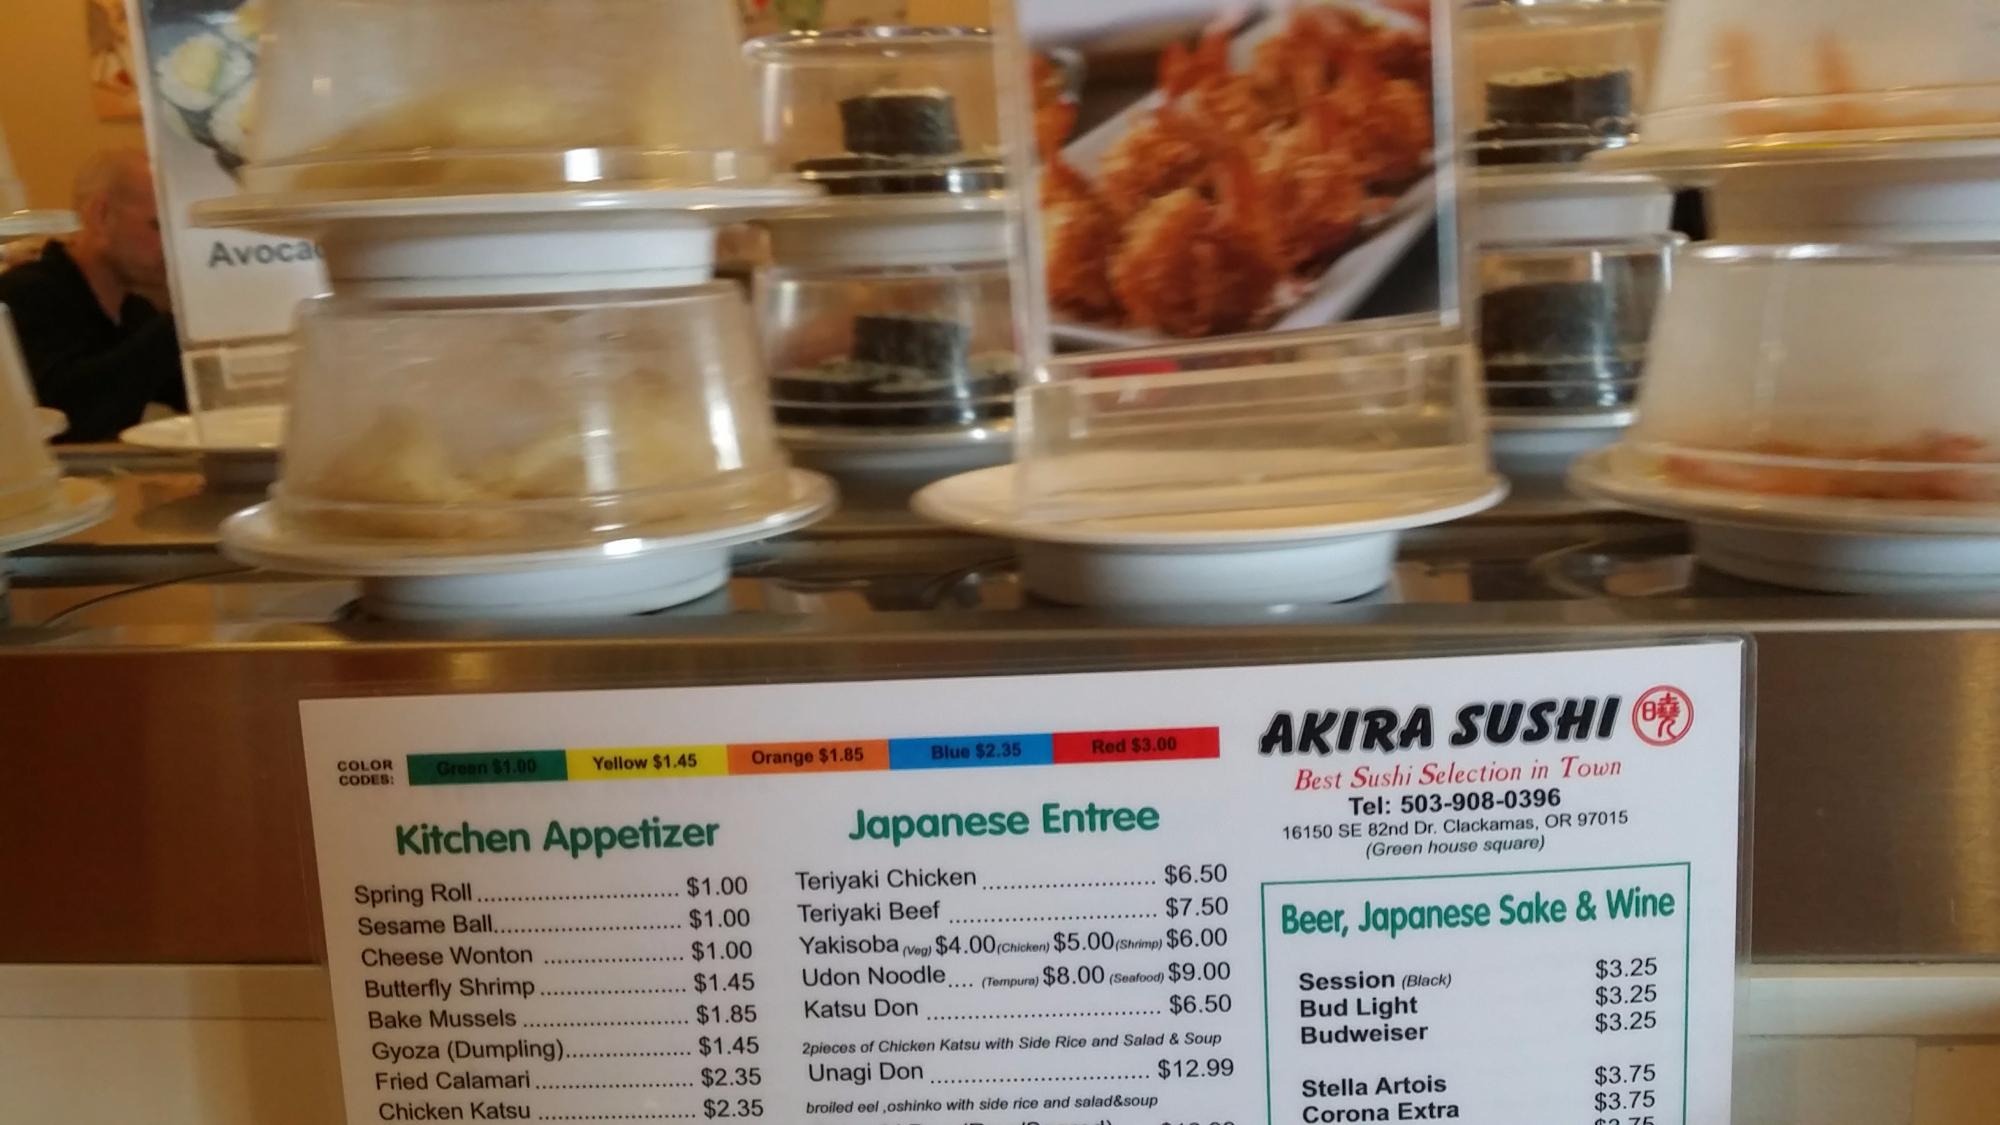 Avoca
COLOR CODES: Green $1.00 Yellow $1.45 Orange $1.85 Blue $2.35 Red $3.00
Kitchen Appetizer
Spring Roll ............................ $1.00
Sesame Ball............................ $1.00
Cheese Wonton .................... $1.00
Butterfly Shrimp ..................... $1.45
Bake Mussels ........................ $1.85
Gyoza (Dumpling).................. $1.45
Fried Calamari ....................... $2.35
Chicken Katsu ....................... $2.35
Japanese Entree
Teriyaki Chicken ......................... $6.50
Teriyaki Beef .............................. $7.50
Yakisoba (Veg) $4.00 (Chicken) $5.00 (Shrimp) $6.00
Udon Noodle.... (Tempura) $8.00 (Seafood) $9.00
Katsu Don .................................. $6.50
2pieces of Chicken Katsu with Side Rice and Salad & Soup
Unagi Don ................................ $12.99
broiled eel ,oshinko with side rice and salad&soup
AKIRA SUSHI 曉
Best Sushi Selection in Town
Tel: 503-908-0396
16150 SE 82nd Dr. Clackamas, OR 97015
(Green house square)
Beer, Japanese Sake & Wine
Session (Black) $3.25
Bud Light $3.25
Budweiser $3.25
Stella Artois $3.75
Corona Extra $3.75